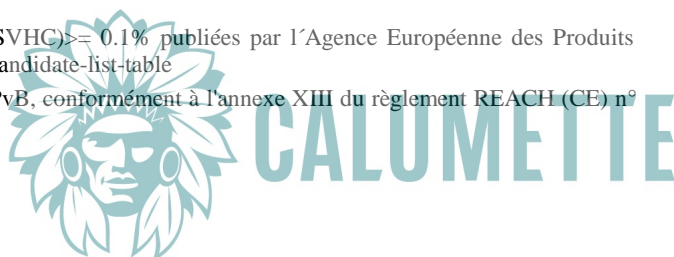 SVHC)>= 0.1% publiées par l´Agence Européenne des Produits
andidate-list-table
PvB, conformément à l'annexe XIII du règlement REACH (CE) n°
CALUMETTE